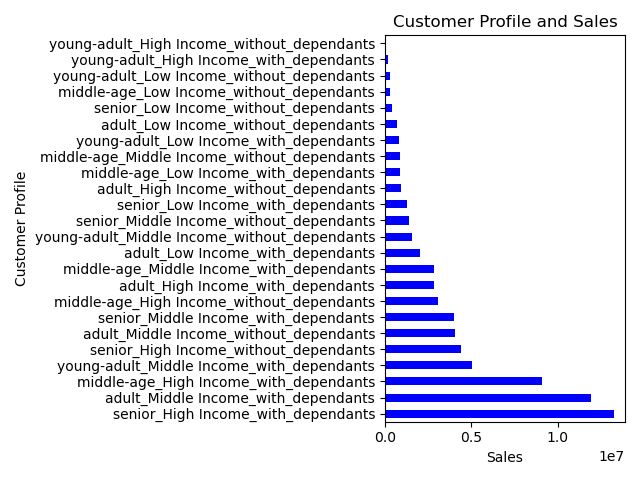 Customer Profile and Sales
young-adult_High Income_without_dependants
young-adult_High Income_with_dependants
young-adult_Low Income_without_dependants
middle-age_Low Income_without_dependants
senior_Low Income_without_dependants
adult_Low Income_without_dependants
young-adult_Low Income_with_dependants
middle-age_Middle Income_without_dependants
middle-age_Low Income_with_dependants
adult_High Income_without_dependants
senior_Low Income_with_dependants
senior_Middle Income_without_dependants
young-adult_Middle Income_without_dependants
adult_Low Income_with_dependants
middle-age_Middle Income_with_dependants
adult_High Income_with_dependants
middle-age_High Income_without_dependants
senior_Middle Income_with_dependants
adult_Middle Income_without_dependants
senior_High Income_without_dependants
young-adult_Middle Income_with_dependants
middle-age_High Income_with_dependants
adult_Middle Income_with_dependants
senior_High Income_with_dependants
Customer Profile
0.0 0.5 1.0
1e7
Sales